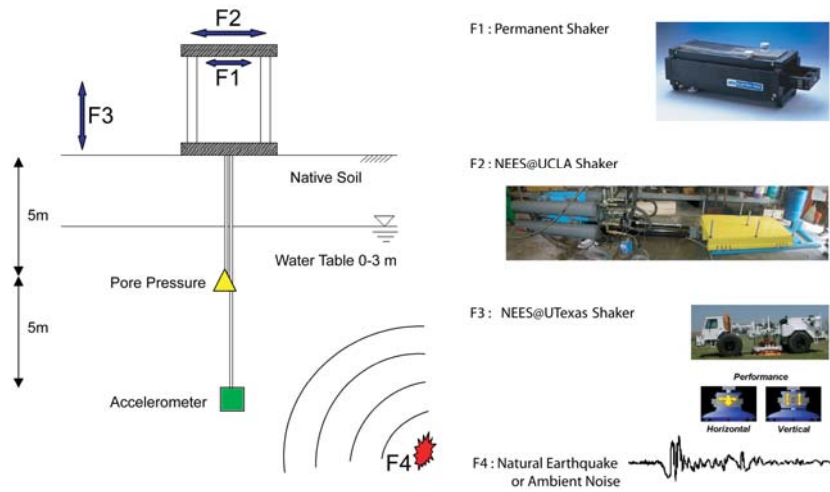 F2
F1
F3
Native Soil
5m
Water Table 0-3 m
Pore Pressure
5m
Accelerometer
F4
F1 : Permanent Shaker
F2 : NEES@UCLA Shaker
F3 : NEES@UTexas Shaker
Performance
Horizontal Vertical
F4 : Natural Earthquake
or Ambient Noise